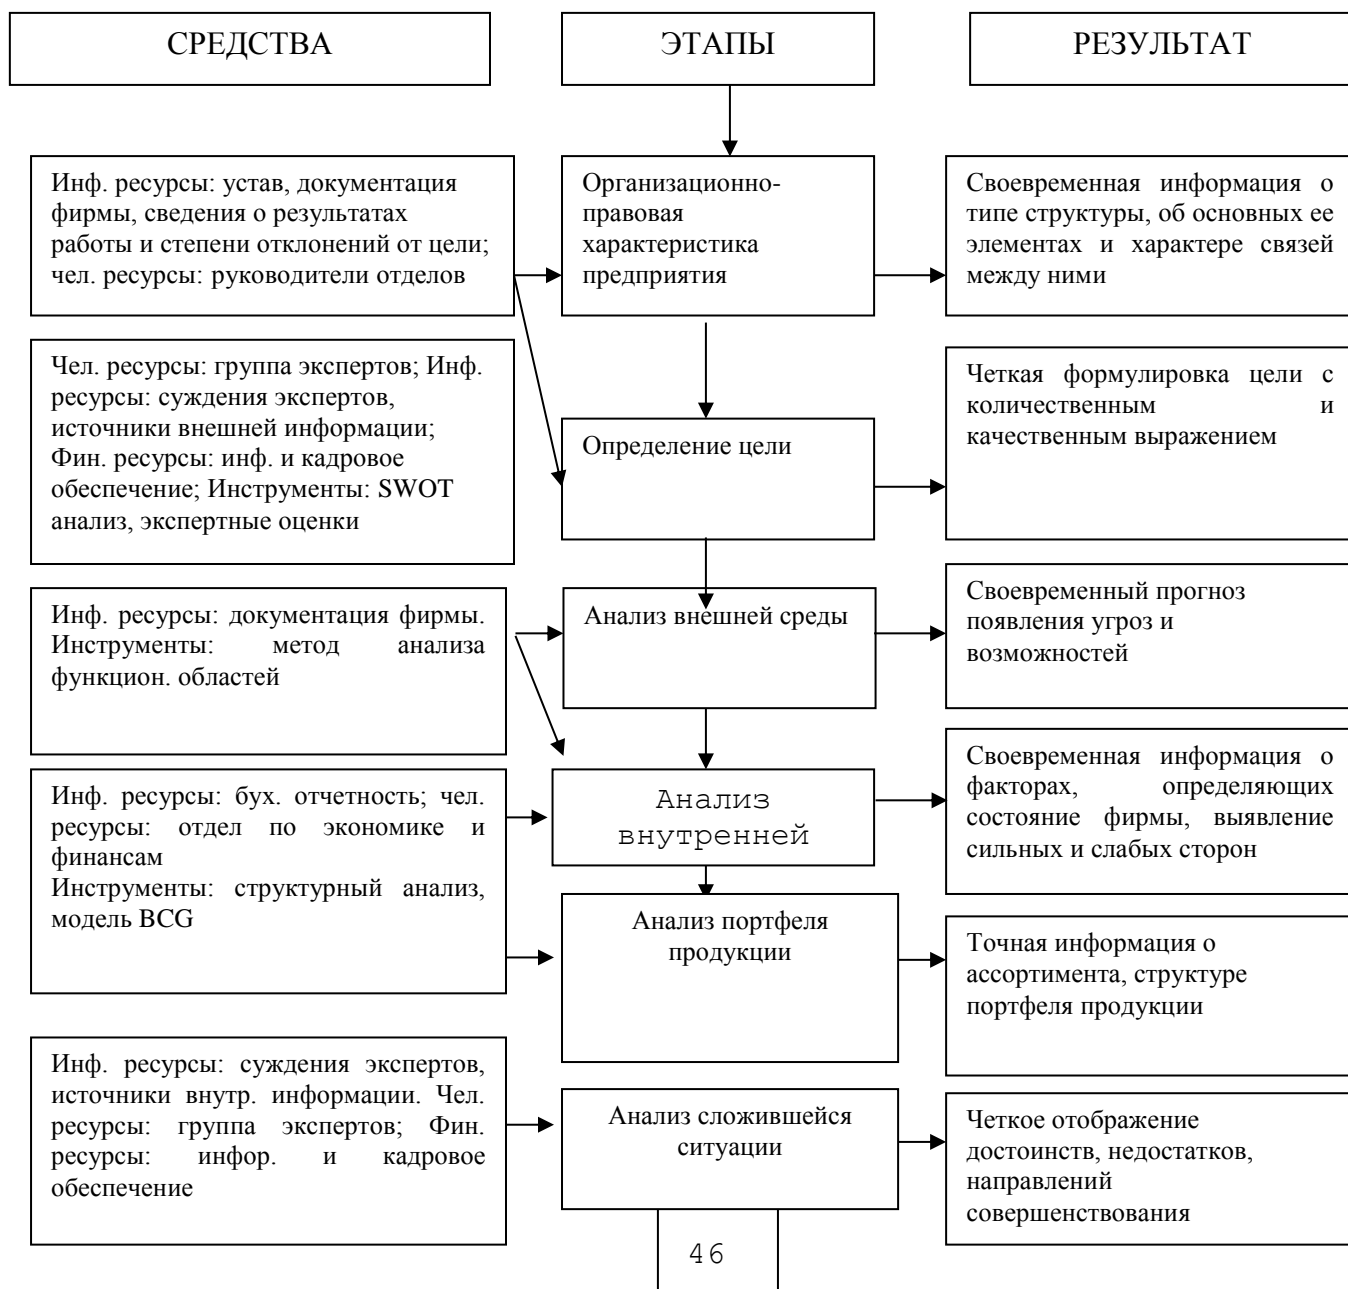 СРЕДСТВА
ЭТАПЫ
РЕЗУЛЬТАТ
Инф. ресурсы: устав, документация
фирмы, сведения о результатах
работы и степени отклонений от цели;
чел. ресурсы: руководители отделов
Организационно-
правовая
характеристика
предприятия
Своевременная информация о
типе структуры, об основных ее
элементах и характере связей
между ними
Чел. ресурсы: группа экспертов; Инф.
ресурсы: суждения экспертов,
источники внешней информации;
Фин. ресурсы: инф. и кадровое
обеспечение; Инструменты: SWOT
анализ, экспертные оценки
Определение цели
Четкая формулировка цели с
количественным и
качественным выражением
Инф. ресурсы: документация фирмы.
Инструменты: метод анализа
функцион. областей
Анализ внешней среды
Своевременный прогноз
появления угроз и
возможностей
Инф. ресурсы: бух. отчетность; чел.
ресурсы: отдел по экономике и
финансам
Инструменты: структурный анализ,
модель BCG
Анализ
внутренней
Своевременная информация о
факторах, определяющих
состояние фирмы, выявление
сильных и слабых сторон
Анализ портфеля
продукции
Точная информация о
ассортимента, структуре
портфеля продукции
Инф. ресурсы: суждения экспертов,
источники внутр. информации. Чел.
ресурсы: группа экспертов; Фин.
ресурсы: инфор. и кадровое
обеспечение
Анализ сложившейся
ситуации
Четкое отображение
достоинств, недостатков,
направлений
совершенствования
46